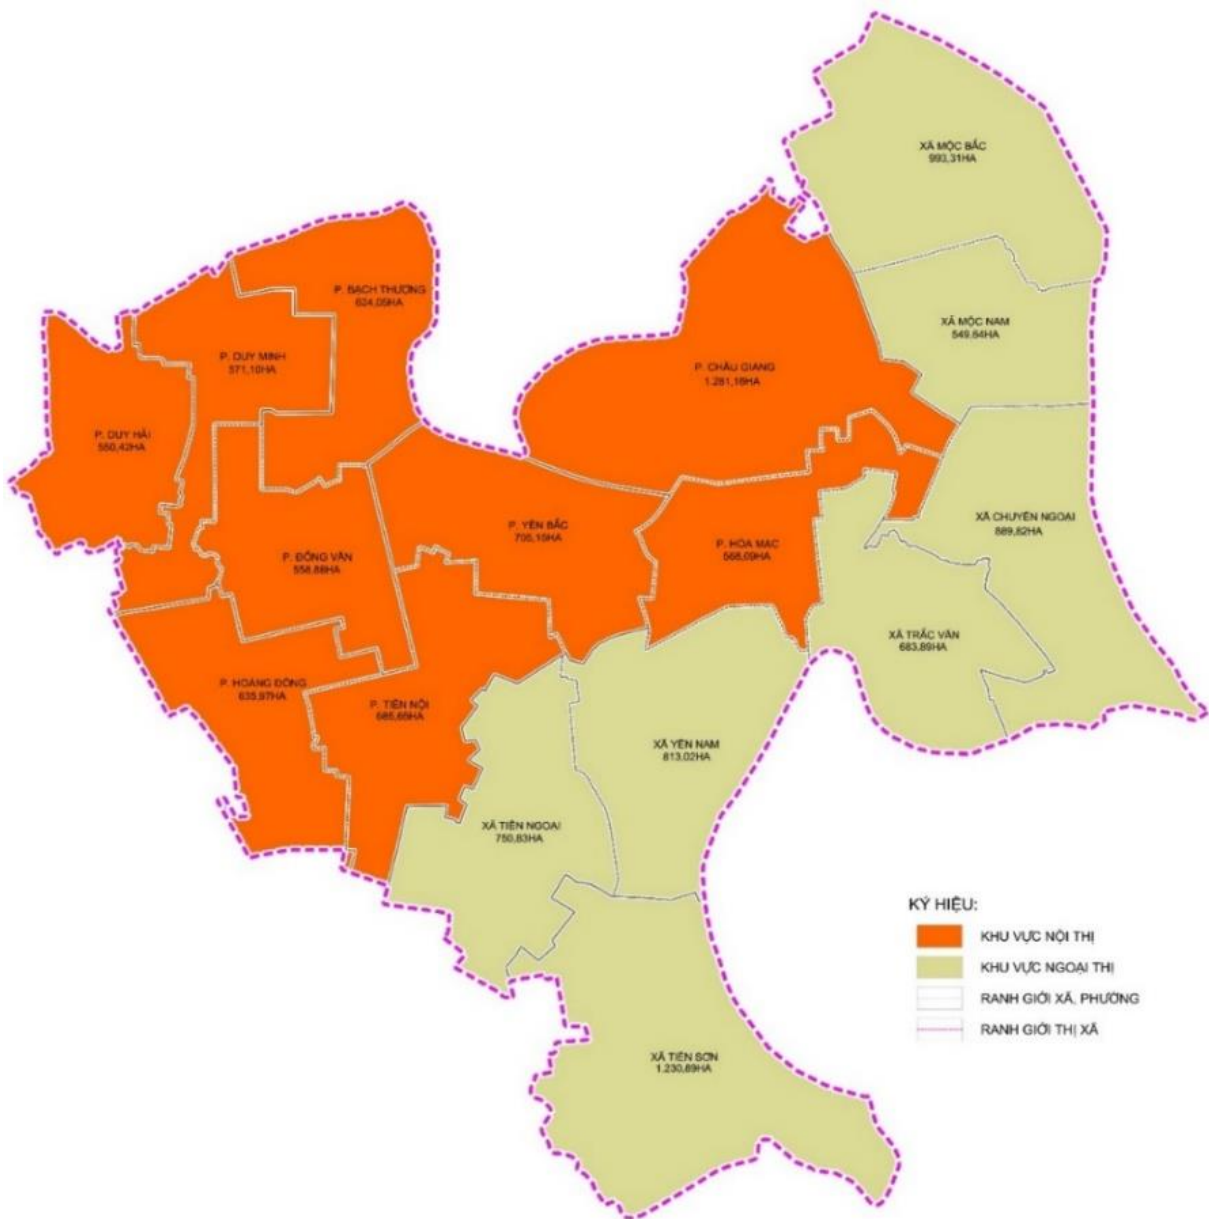 XÃ MỘC BẮC
993,31HA
P. BẠCH THƯỢNG
624,05HA
XÃ MỘC NAM
549,64HA
P. DUY MINH
571,10HA
P. CHÂU GIANG
1.281,16HA
P. DUY HẢI
550,42HA
P. YÊN BẮC
705,15HA
P. HÒA MẠC
568,09HA
XÃ CHUYÊN NGOẠI
889,82HA
P. ĐỒNG VĂN
558,88HA
XÃ TRÁC VĂN
683,89HA
P. HOÀNG ĐÔNG
635,97HA
P. TIÊN NỘI
685,66HA
XÃ YÊN NAM
813,02HA
XÃ TIÊN NGOẠI
750,83HA
XÃ TIÊN SƠN
1.230,89HA
KÝ HIỆU:
KHU VỰC NỘI THỊ
KHU VỰC NGOẠI THỊ
RANH GIỚI XÃ, PHƯỜNG
RANH GIỚI THỊ XÃ